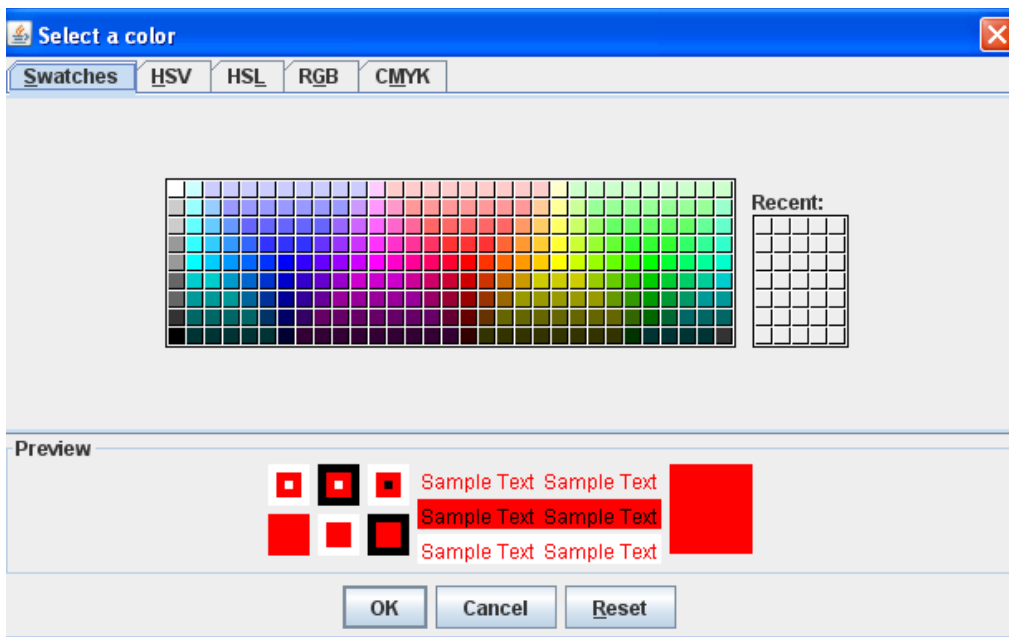 Select a color
Swatches HSV HSL RGB CMYK
Recent:
Preview
Sample Text Sample Text
Sample Text Sample Text
Sample Text Sample Text
OK Cancel Reset